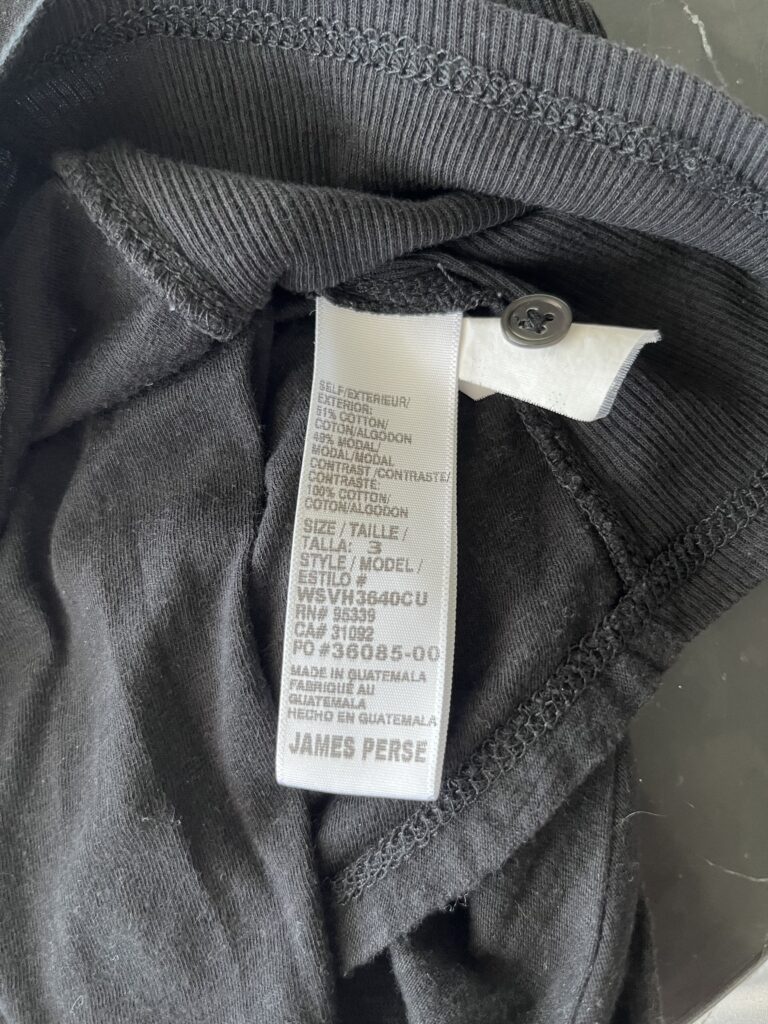 SELF/EXTERIEUR/
EXTERIOR:
51% COTTON/
COTON/ALGODON
49% MODAL/
MODAL/MODAL
CONTRAST /CONTRASTE/
CONTRASTE:
100% COTTON/
COTON/ALGODON
SIZE / TAILLE /
TALLA: 3
STYLE / MODEL /
ESTILO #
WSVH3640CU
RN# 95339
CA# 31092
PO #36085-00
MADE IN GUATEMALA
FABRIQUÉ AU
GUATEMALA
HECHO EN GUATEMALA
JAMES PERSE